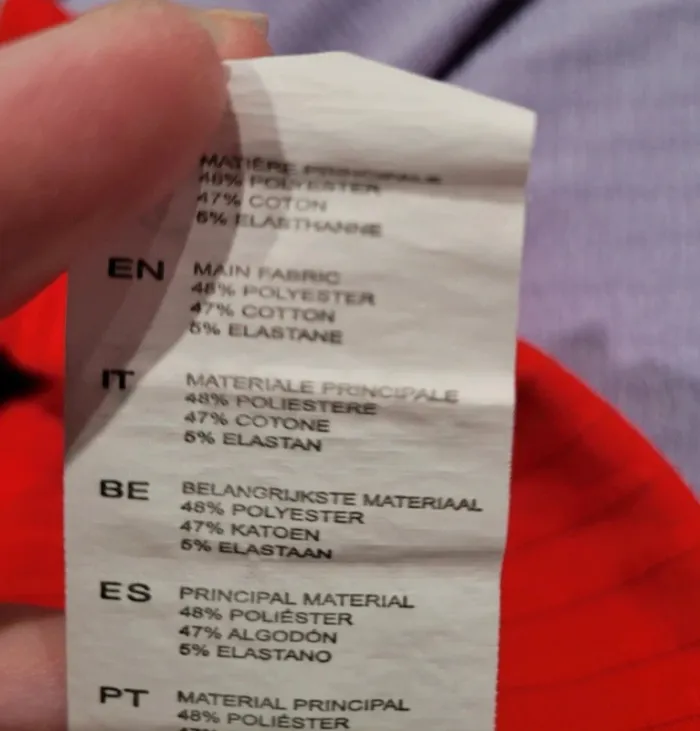 MATIÈRE PRINCIPALE
48% POLYESTER
47% COTON
5% ELASTHANNE
EN MAIN FABRIC
48% POLYESTER
47% COTTON
5% ELASTANE
IT MATERIALE PRINCIPALE
48% POLIESTERE
47% COTONE
5% ELASTAN
BE BELANGRIJKSTE MATERIAAL
48% POLYESTER
47% KATOEN
5% ELASTAAN
ES PRINCIPAL MATERIAL
48% POLIÉSTER
47% ALGODÓN
5% ELASTANO
PT MATERIAL PRINCIPAL
48% POLIÉSTER